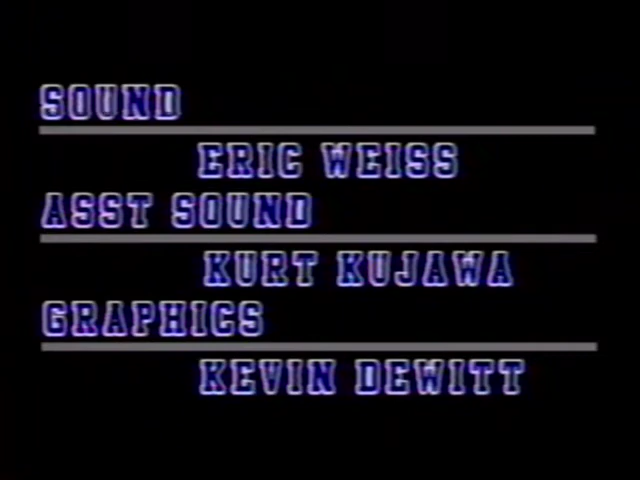 SOUND
ERIC WEISS
ASST SOUND
KURT KUJAWA
GRAPHICS
KEVIN DEWITT